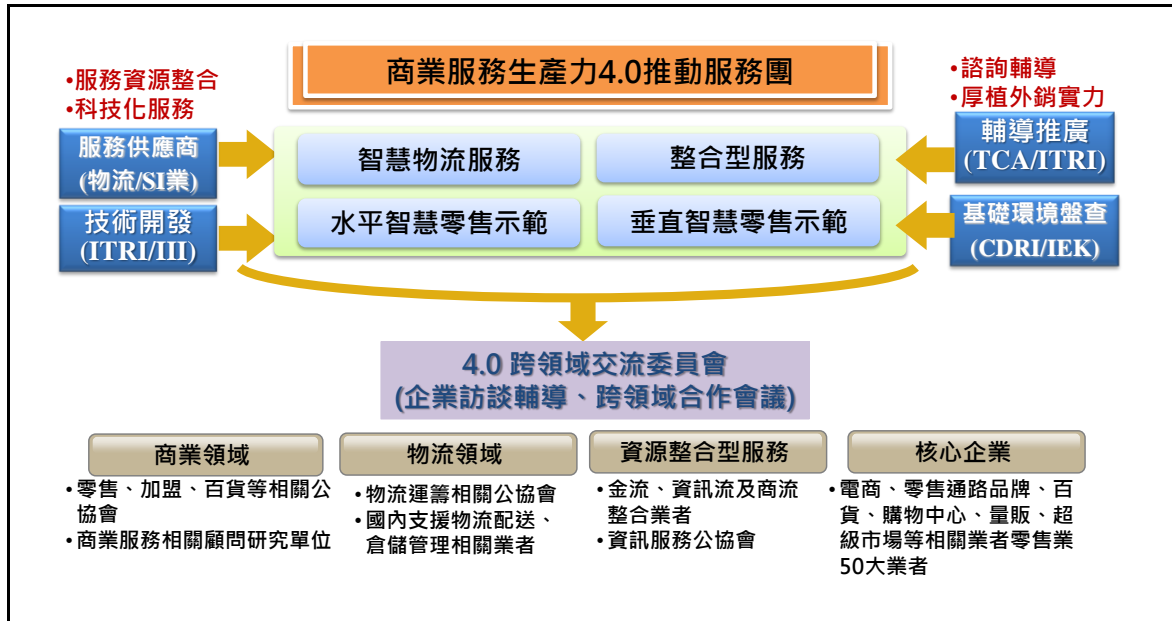 商業服務生產力4.0推動服務團
•服務資源整合
•科技化服務
•諮詢輔導
•厚植外銷實力
服務供應商
(物流/SI業)
技術開發
(ITRI/III)
智慧物流服務
整合型服務
水平智慧零售示範
垂直智慧零售示範
輔導推廣
(TCA/ITRI)
基礎環境盤查
(CDRI/IEK)
4.0 跨領域交流委員會
(企業訪談輔導、跨領域合作會議)
商業領域
•零售、加盟、百貨等相關公
協會
•商業服務相關顧問研究單位
物流領域
•物流運籌相關公協會
•國內支援物流配送、
倉儲管理相關業者
資源整合型服務
•金流、資訊流及商流
整合業者
•資訊服務公協會
核心企業
•電商、零售通路品牌、百
貨、購物中心、量販、超
級市場等相關業者零售業
50大業者